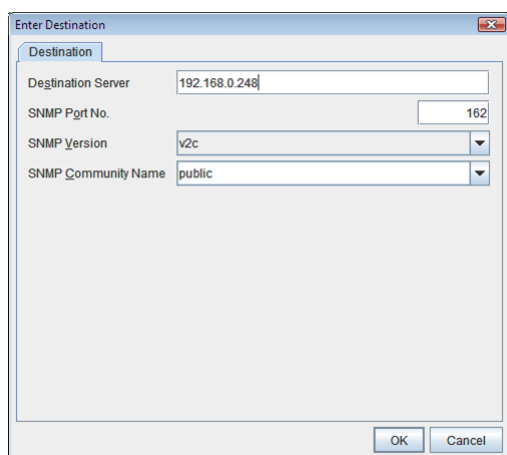 Enter Destination
Destination
Destination Server 192.168.0.248
SNMP Port No. 162
SNMP Version v2c
SNMP Community Name public
OK Cancel